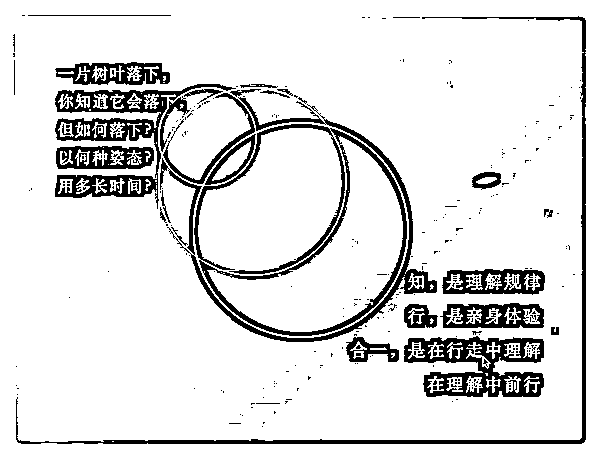 一片树叶落下，
你知道它会落下，
但如何落下？
以何种姿态？
用多长时间？
知，是理解规律
行，是亲身体验
合一，是在行走中理解
在理解中前行